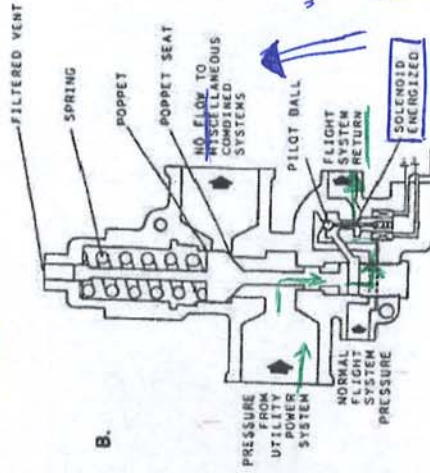 FILTERED VENT
SPRING
POPPET
POPPET SEAT
NO FLOW TO
MISCELLANEOUS
COMBINED
SYSTEMS
PILOT BALL
FLIGHT
SYSTEM
RETURN
SOLENOID
ENERGIZED
B.
PRESSURE
FROM
UTILITY
POWER
SYSTEM
NORMAL
FLIGHT
SYSTEM
PRESSURE